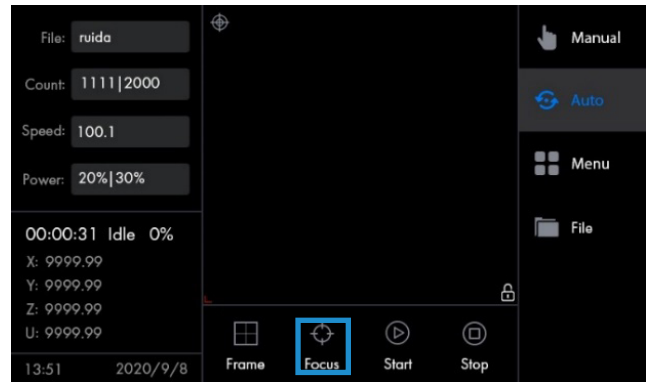 File: ruida
Count: 1111|2000
Speed: 100.1
Power: 20%|30%
00:00:31 Idle 0%
X: 9999.99
Y: 9999.99
Z: 9999.99
U: 9999.99
13:51 2020/9/8
Frame Focus Start Stop
Manual
Auto
Menu
File